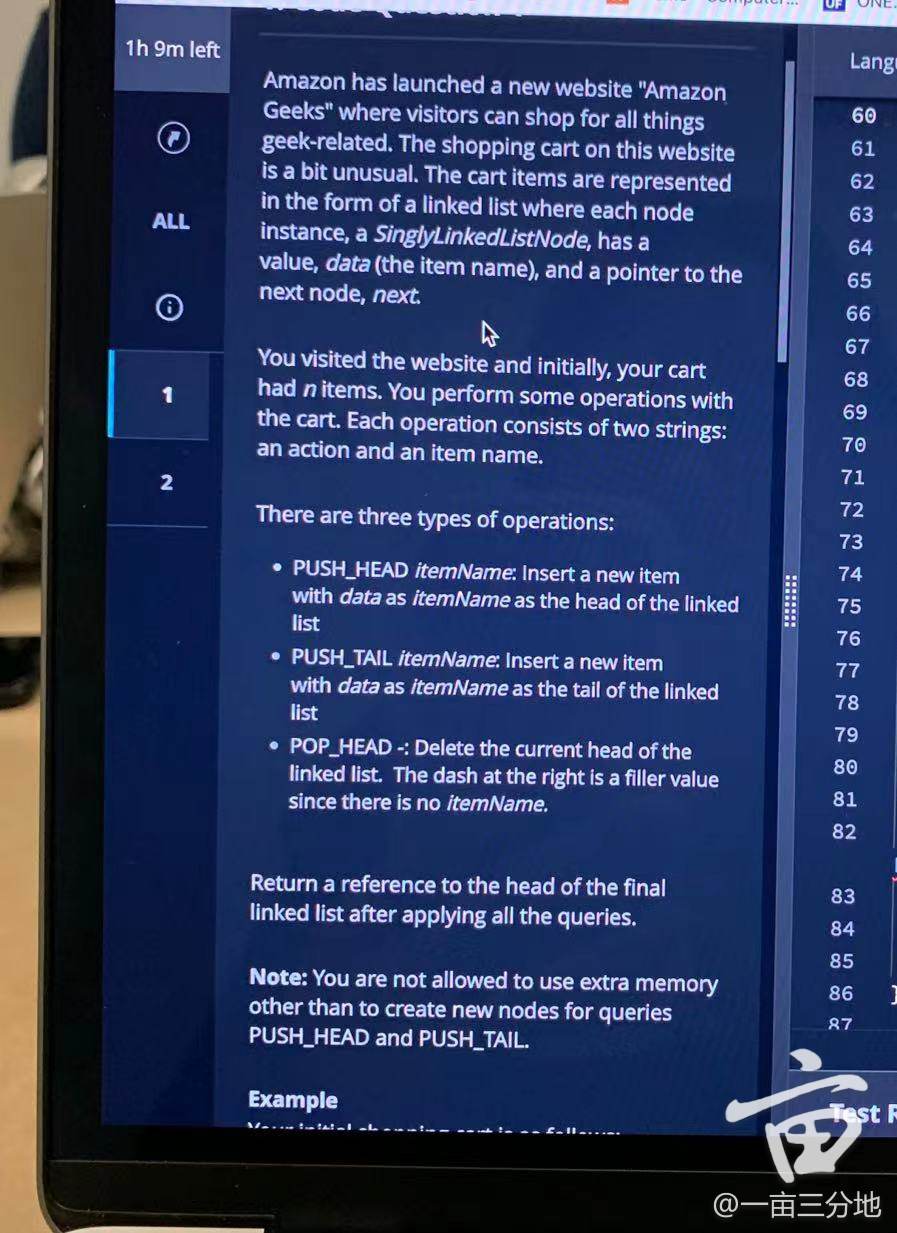 ONE.
1h 9m left
Lang
Amazon has launched a new website "Amazon
Geeks" where visitors can shop for all things
geek-related. The shopping cart on this website
is a bit unusual. The cart items are represented
in the form of a linked list where each node
instance, a SinglyLinkedListNode, has a
value, data (the item name), and a pointer to the
next node, next.
ALL
You visited the website and initially, your cart
had n items. You perform some operations with
the cart. Each operation consists of two strings:
an action and an item name.
1
2
There are three types of operations:
• PUSH_HEAD itemName: Insert a new item
with data as itemName as the head of the linked
list
• PUSH_TAIL itemName: Insert a new item
with data as itemName as the tail of the linked
list
• POP_HEAD -: Delete the current head of the
linked list. The dash at the right is a filler value
since there is no itemName.
Return a reference to the head of the final
linked list after applying all the queries.
Note: You are not allowed to use extra memory
other than to create new nodes for queries
PUSH_HEAD and PUSH_TAIL.
Example
60
61
62
63
64
65
66
67
68
69
70
71
72
73
74
75
76
77
78
79
80
81
82
83
84
85
86
87
Test R
亩
@一亩三分地